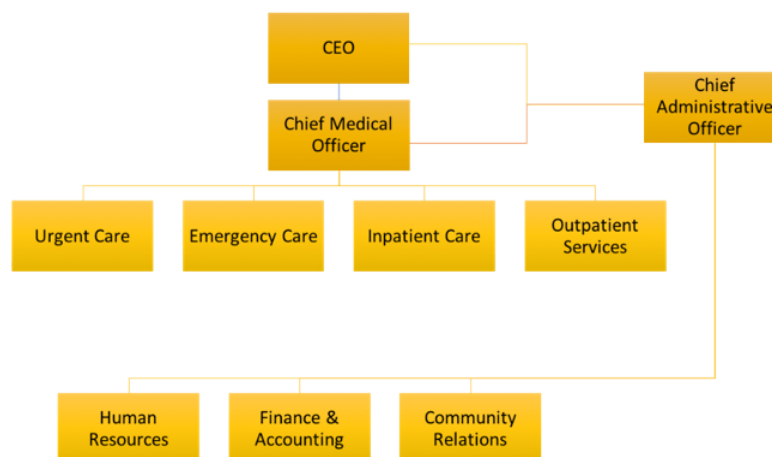 CEO
Chief Medical
Officer
Chief
Administrative
Officer
Urgent Care
Emergency Care
Inpatient Care
Outpatient
Services
Human
Resources
Finance &
Accounting
Community
Relations